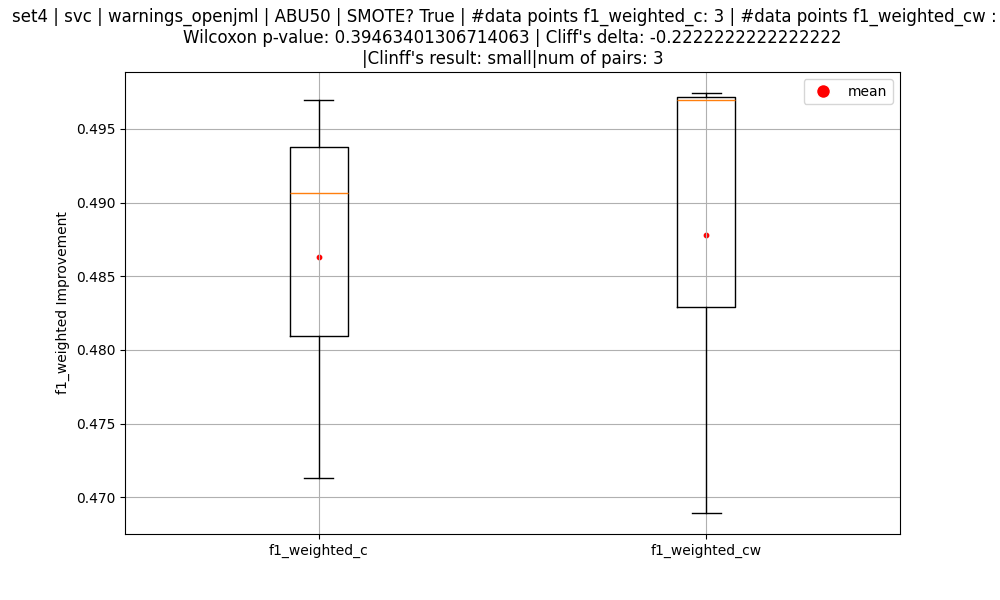 set4 | svc | warnings_openjml | ABU50 | SMOTE? True | #data points f1_weighted_c: 3 | #data points f1_weighted_cw :
Wilcoxon p-value: 0.39463401306714063 | Cliff's delta: -0.2222222222222222
|Clinff's result: small|num of pairs: 3
mean
0.495
0.490
0.485
0.480
0.475
0.470
f1_weighted Improvement
f1_weighted_c
f1_weighted_cw